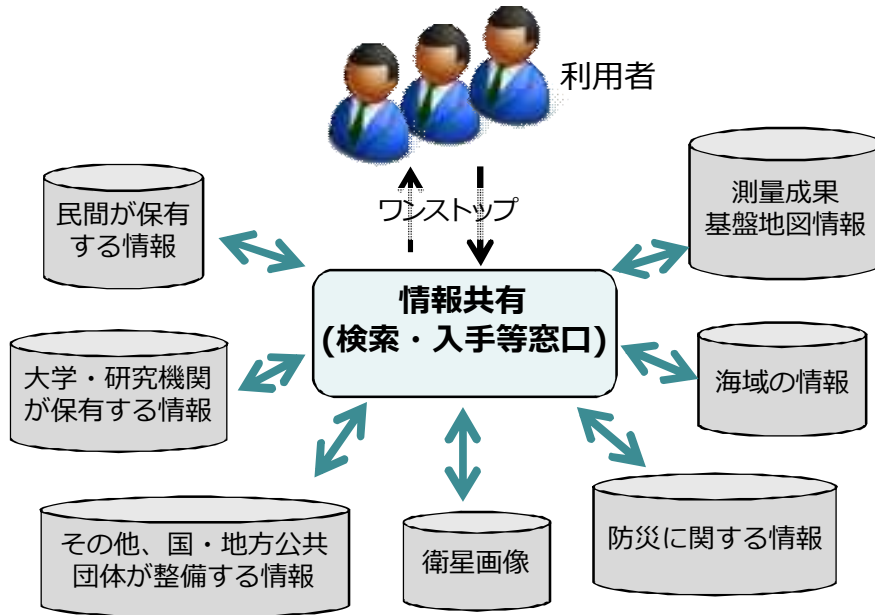 利用者
ワンストップ
民間が保有
する情報
測量成果
基盤地図情報
情報共有
(検索・入手等窓口)
大学・研究機関
が保有する情報
海域の情報
その他、国・地方公共
団体が整備する情報
衛星画像
防災に関する情報